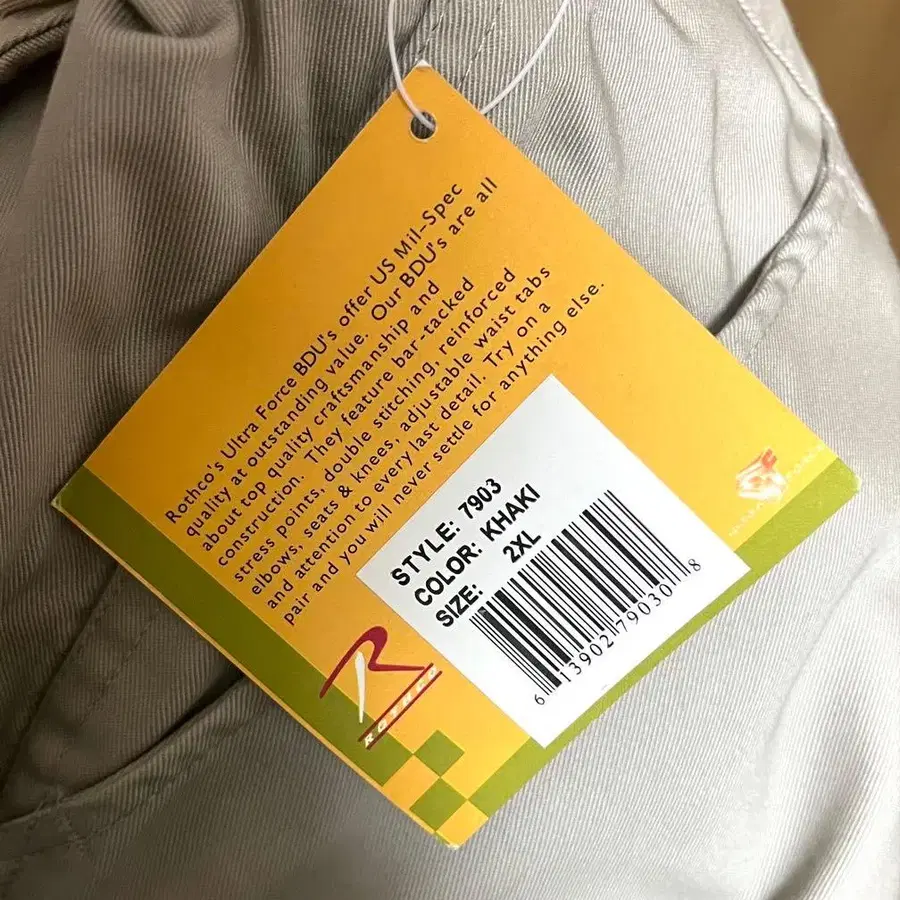 Rothco's Ultra Force BDU's offer US Mil-Spec
quality at outstanding value. Our BDU's are all
about top quality craftsmanship and
construction. They feature bar-tacked
stress points, double stitching, reinforced
elbows, seats & knees, adjustable waist tabs
and attention to every last detail. Try on a
pair and you will never settle for anything else.
STYLE: 7903
COLOR: KHAKI
SIZE: 2XL
6 13902 79030 8
R
ROTHCO